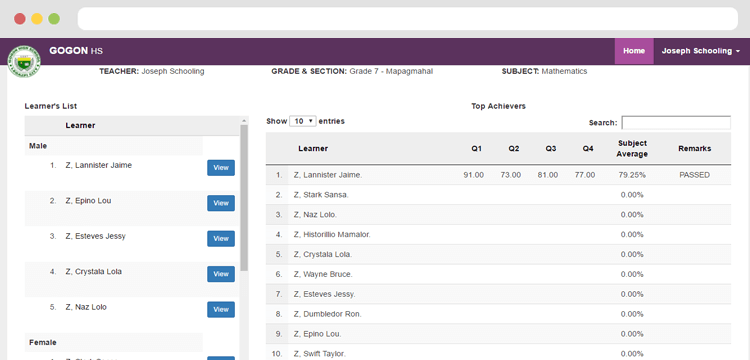 GOGON HS
Home
Joseph Schooling
TEACHER: Joseph Schooling
GRADE & SECTION: Grade 7 - Mapagmahal
SUBJECT: Mathematics
Learner's List
Learner
Male
1. Z, Lannister Jaime View
2. Z, Epino Lou View
3. Z, Esteves Jessy View
4. Z, Crystala Lola View
5. Z, Naz Lolo View
Female
Top Achievers
Show 10 entries
Search:
Learner Q1 Q2 Q3 Q4 Subject Average Remarks
1. Z, Lannister Jaime. 91.00 73.00 81.00 77.00 79.25% PASSED
2. Z, Stark Sansa. 0.00%
3. Z, Naz Lolo. 0.00%
4. Z, Historillio Mamalor. 0.00%
5. Z, Crystala Lola. 0.00%
6. Z, Wayne Bruce. 0.00%
7. Z, Esteves Jessy. 0.00%
8. Z, Dumbledor Ron. 0.00%
9. Z, Epino Lou. 0.00%
10. Z, Swift Taylor. 0.00%